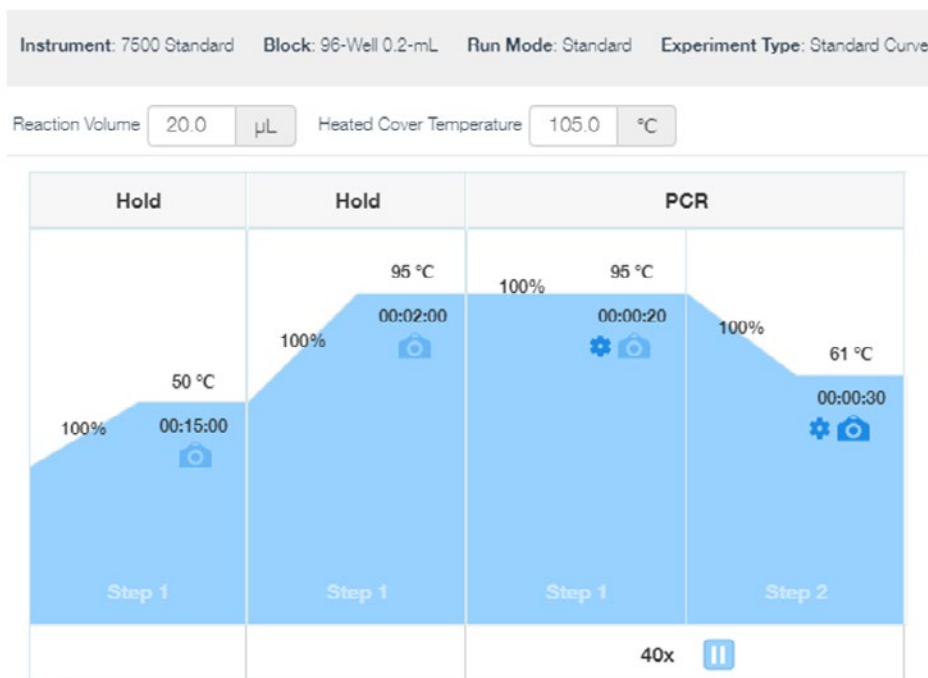 Instrument: 7500 Standard Block: 96-Well 0.2-mL Run Mode: Standard Experiment Type: Standard Curve
Reaction Volume 20.0 µL Heated Cover Temperature 105.0 °C
Hold Hold PCR
95 °C 95 °C
100%
00:02:00 00:00:20 100%
100%
61 °C
50 °C
00:00:30
100% 00:15:00
Step 1 Step 1 Step 1 Step 2
40x